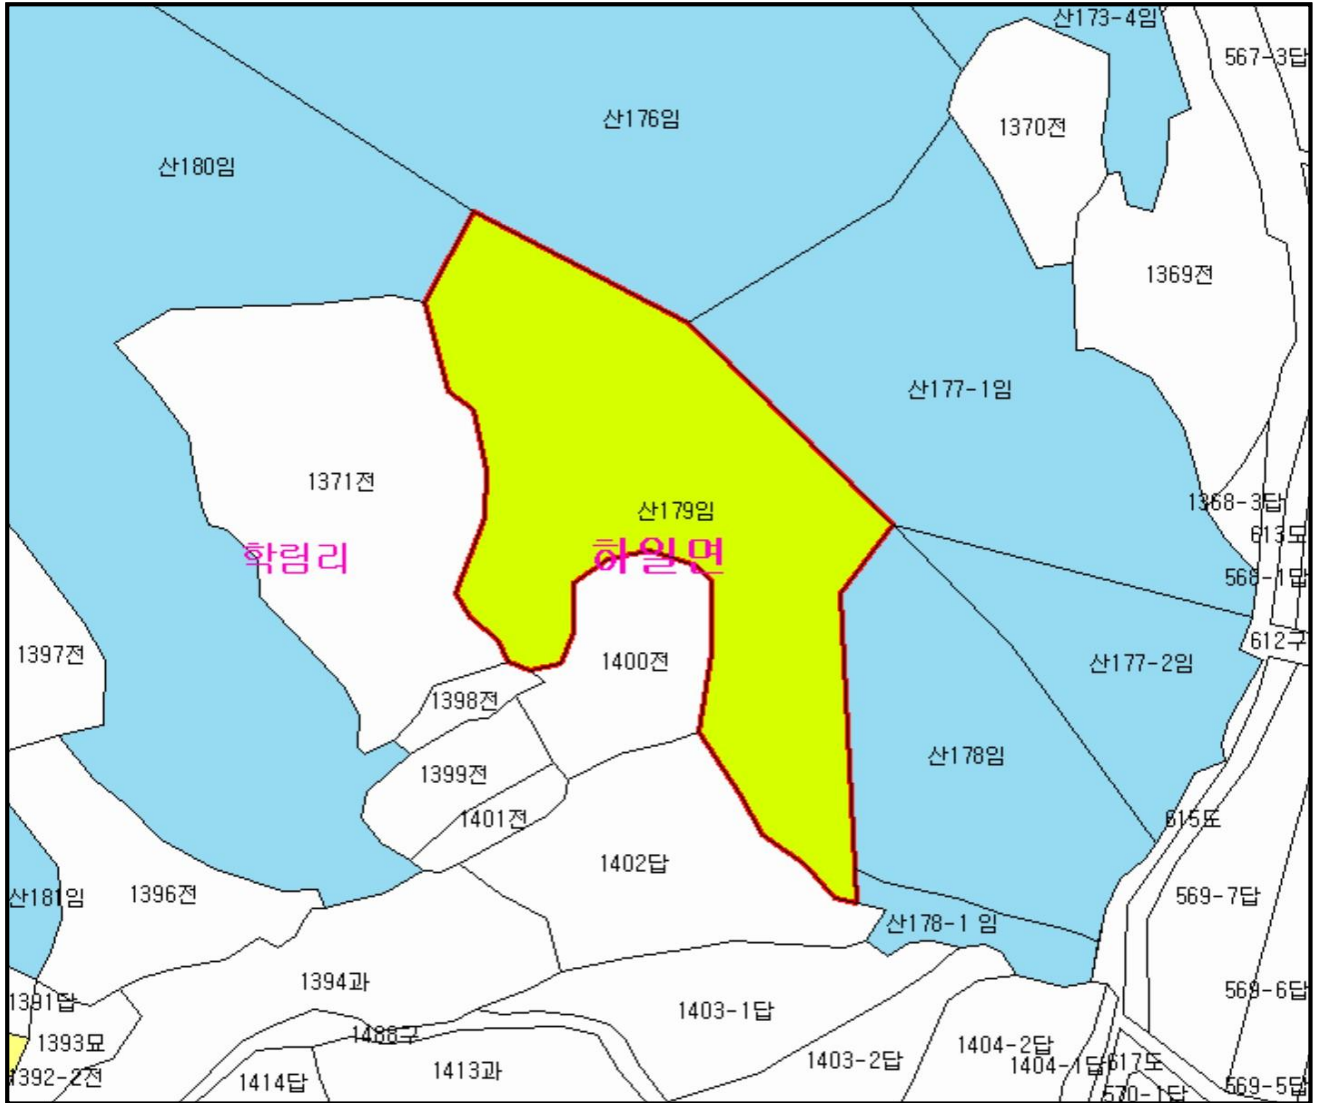 산173-4임
567-3답
산176임
1370전
산180임
1369전
산177-1임
1371전
1368-3답
산179임
613도
학림리
하일면
568-1답
612구
1397전
1400전
산177-2임
1398전
산178임
1399전
1401전
615도
1402답
1396전
산181임
569-7답
산178-1 임
1394과
569-6답
1391답
1403-1답
1488구
1393묘
1404-2답
1403-2답
1404-1답
617도
1413과
1392-2전
1414답
569-5답
570-1답